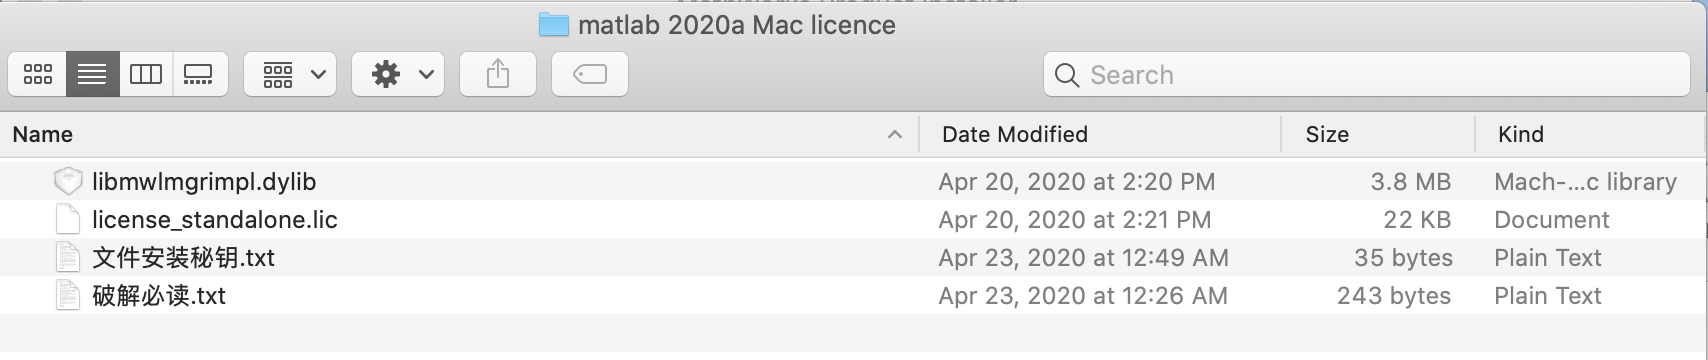 matlab 2020a Mac licence
Search
Name Date Modified Size Kind
libmwlmgrimpl.dylib Apr 20, 2020 at 2:20 PM 3.8 MB Mach-...c library
license_standalone.lic Apr 20, 2020 at 2:21 PM 22 KB Document
文件安装秘钥.txt Apr 23, 2020 at 12:49 AM 35 bytes Plain Text
破解必读.txt Apr 23, 2020 at 12:26 AM 243 bytes Plain Text